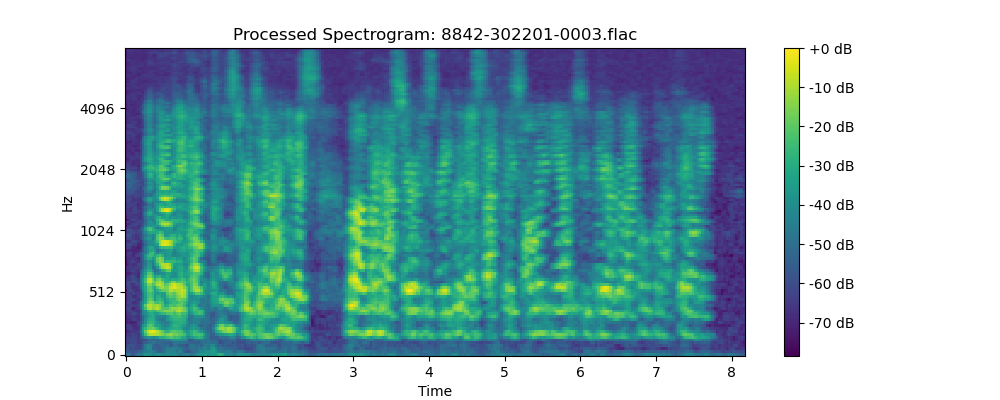 Processed Spectrogram: 8842-302201-0003.flac
Hz
4096
2048
1024
512
0
0 1 2 3 4 5 6 7 8
Time
+0 dB
-10 dB
-20 dB
-30 dB
-40 dB
-50 dB
-60 dB
-70 dB